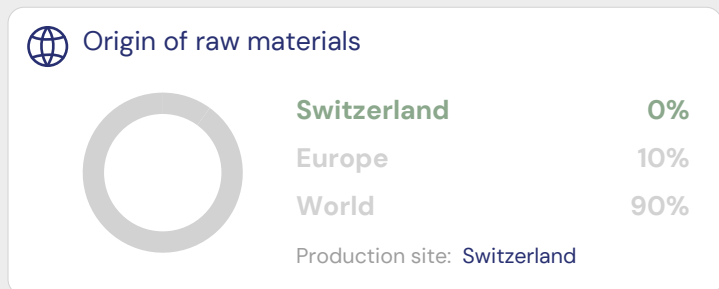 Origin of raw materials
Switzerland 0%
Europe 10%
World 90%
Production site: Switzerland